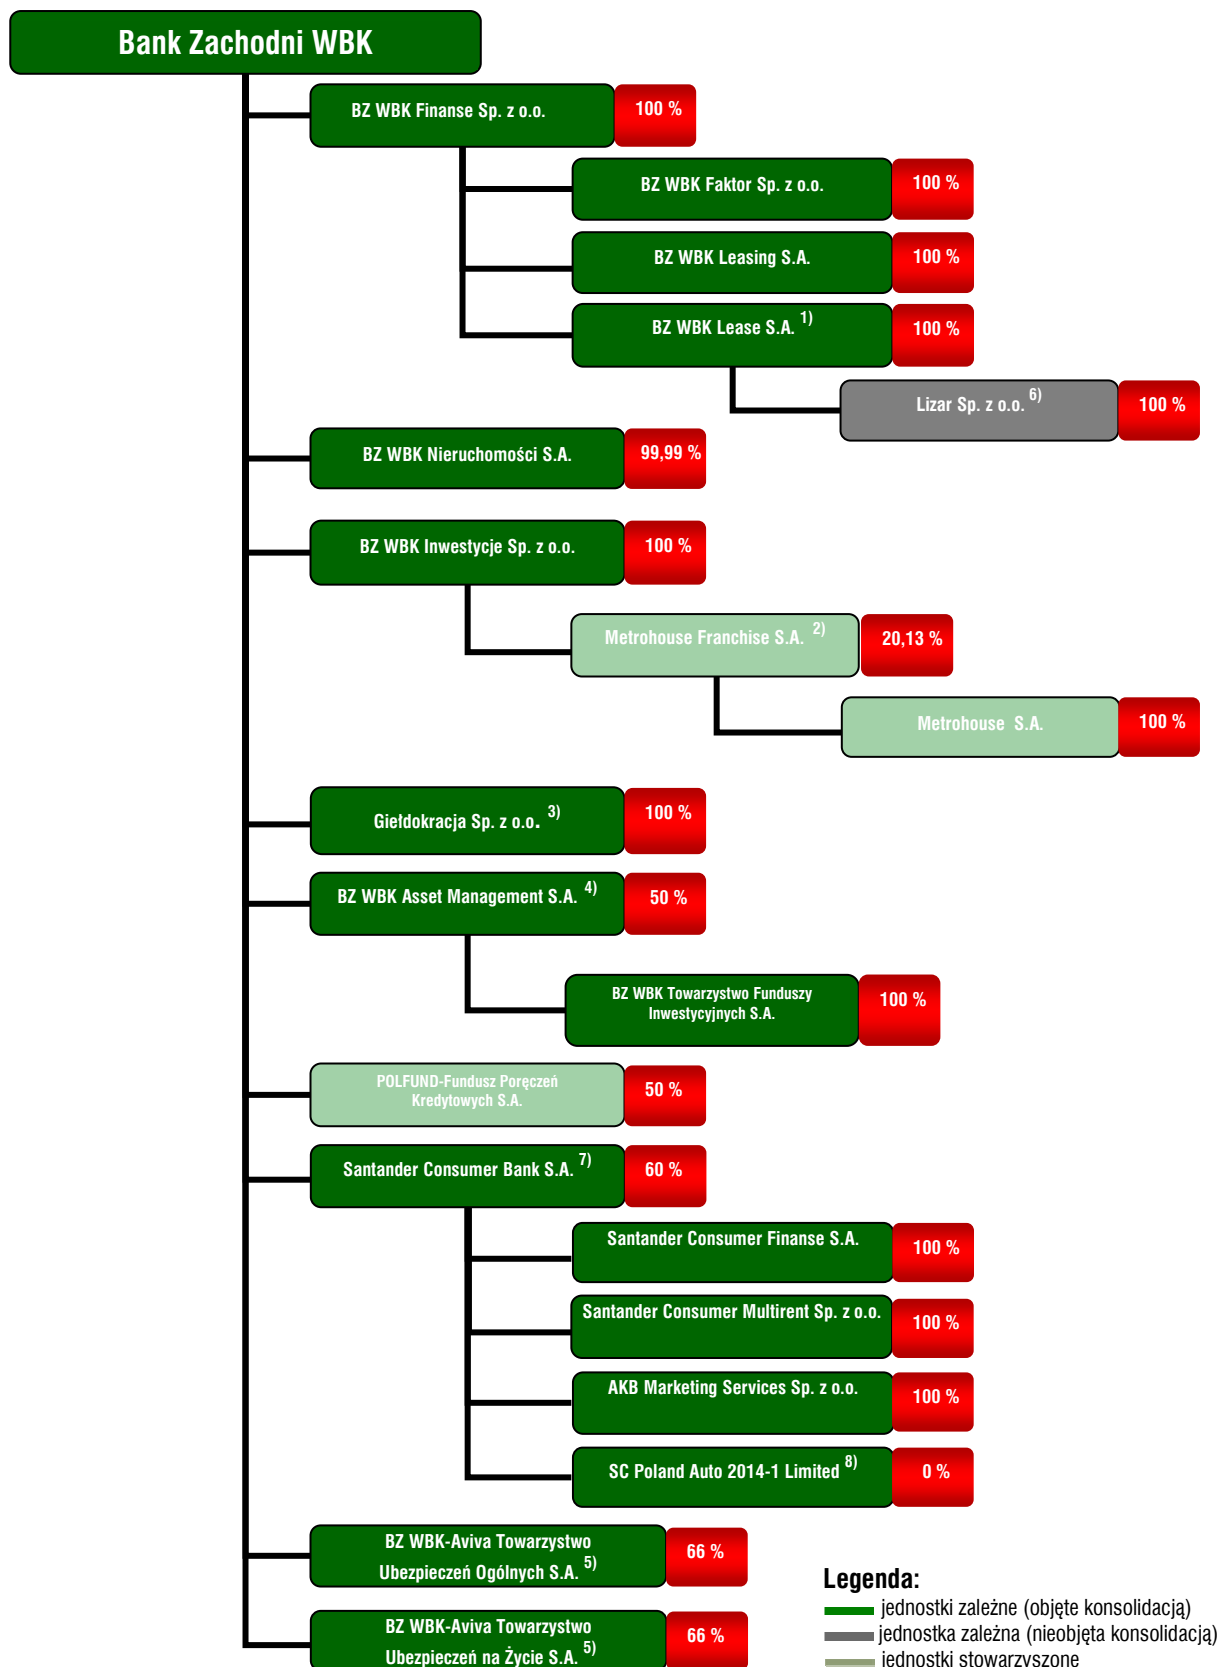 Bank Zachodni WBK
BZ WBK Finanse Sp. z o.o.
100 %
BZ WBK Faktor Sp. z o.o.
100 %
BZ WBK Leasing S.A.
100 %
BZ WBK Lease S.A. 1)
100 %
Lizar Sp. z o.o. 6)
100 %
BZ WBK Nieruchomości S.A.
99,99 %
BZ WBK Inwestycje Sp. z o.o.
100 %
Metrohouse Franchise S.A. 2)
20,13 %
Metrohouse S.A.
100 %
Giełdokracja Sp. z o.o. 3)
100 %
BZ WBK Asset Management S.A. 4)
50 %
BZ WBK Towarzystwo Funduszy
Inwestycyjnych S.A.
100 %
POLFUND-Fundusz Poręczeń
Kredytowych S.A.
50 %
Santander Consumer Bank S.A. 7)
60 %
Santander Consumer Finanse S.A.
100 %
Santander Consumer Multirent Sp. z o.o.
100 %
AKB Marketing Services Sp. z o.o.
100 %
SC Poland Auto 2014-1 Limited 8)
0 %
BZ WBK-Aviva Towarzystwo
Ubezpieczeń Ogólnych S.A. 5)
66 %
BZ WBK-Aviva Towarzystwo
Ubezpieczeń na Życie S.A. 5)
66 %
Legenda:
jednostki zależne (objęte konsolidacją)
jednostka zależna (nieobjęta konsolidacją)
jednostki stowarzyszone